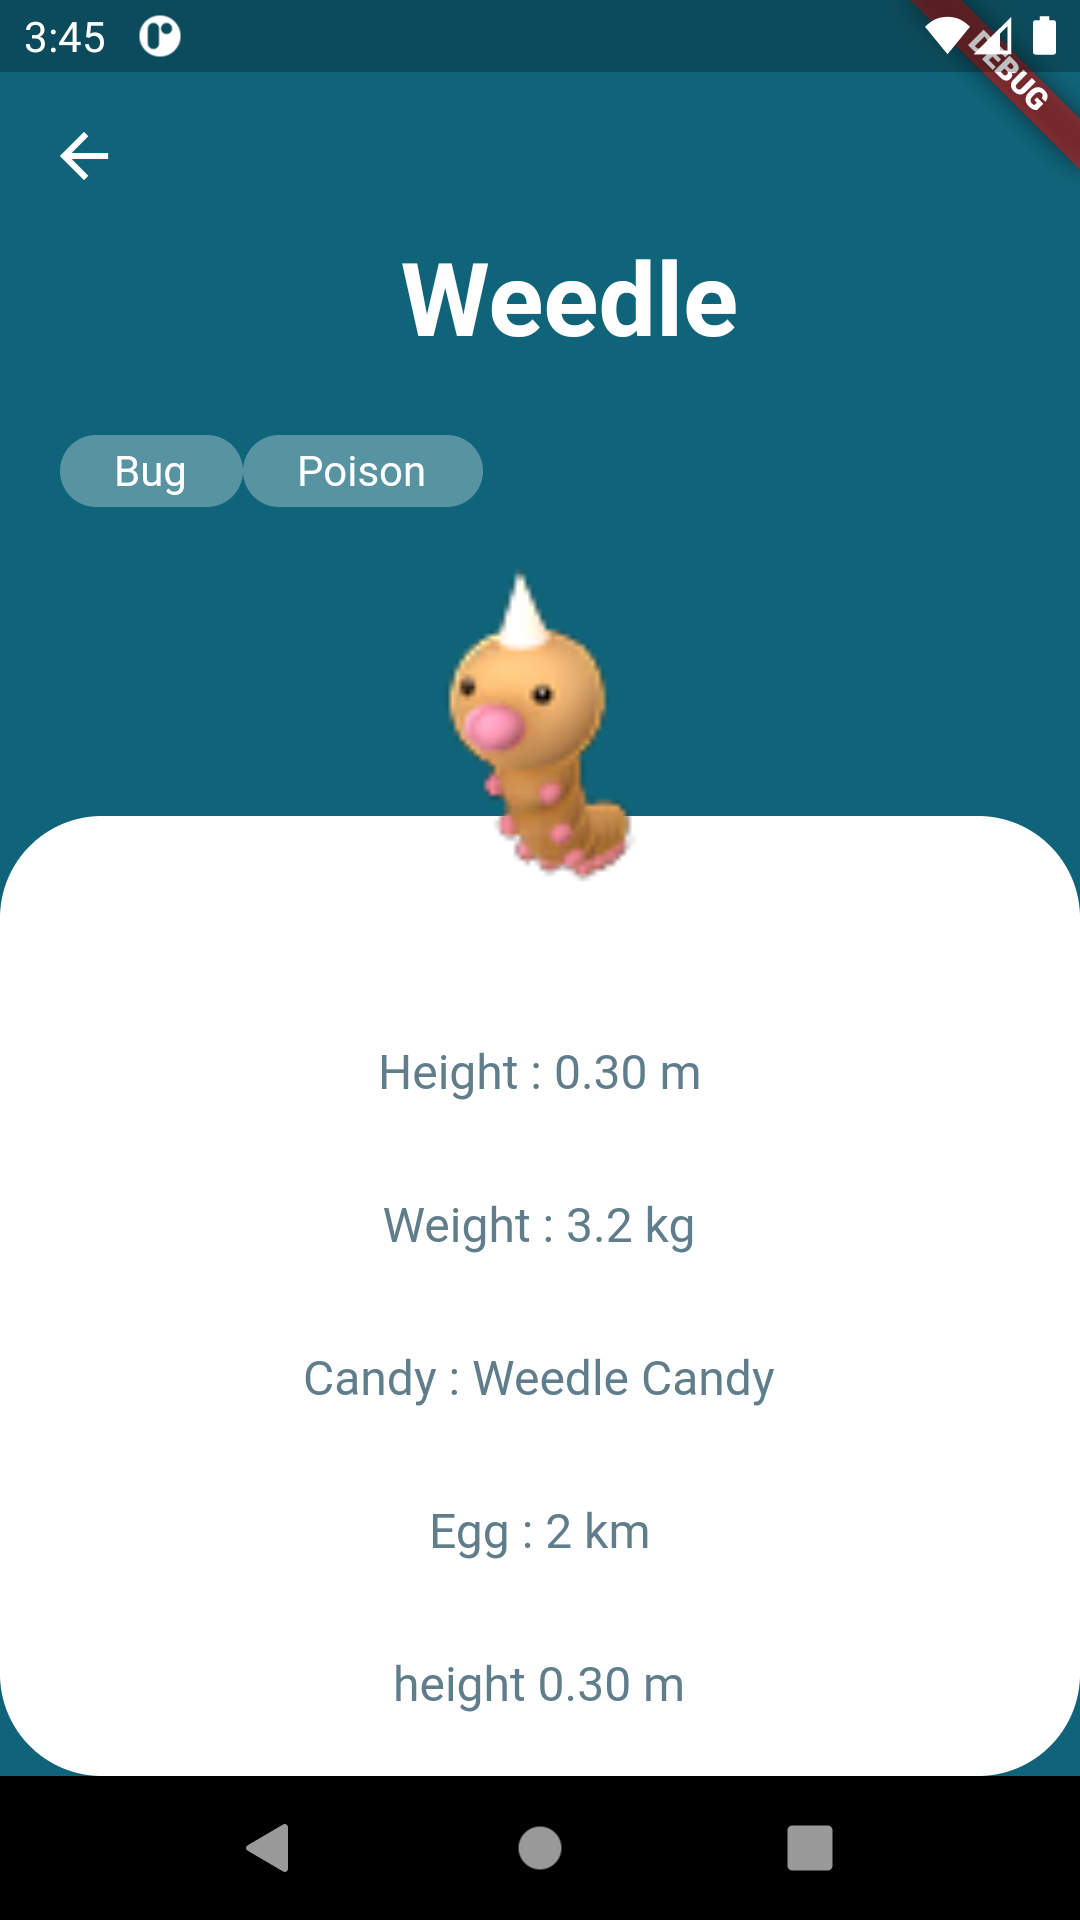 3:45
DEBUG
Weedle
Bug Poison
Height : 0.30 m
Weight : 3.2 kg
Candy : Weedle Candy
Egg : 2 km
height 0.30 m